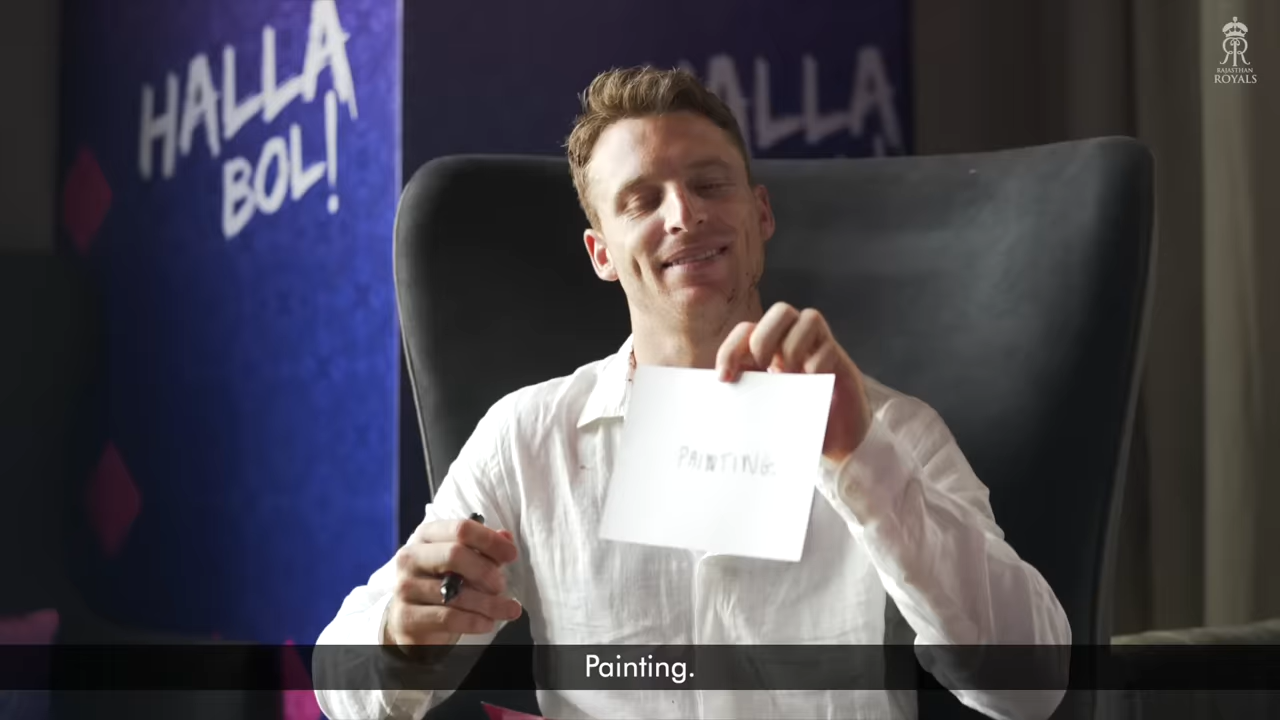 HALLA
BOL!
HALLA
RAJASTHAN
ROYALS
PAINTING.
Painting.